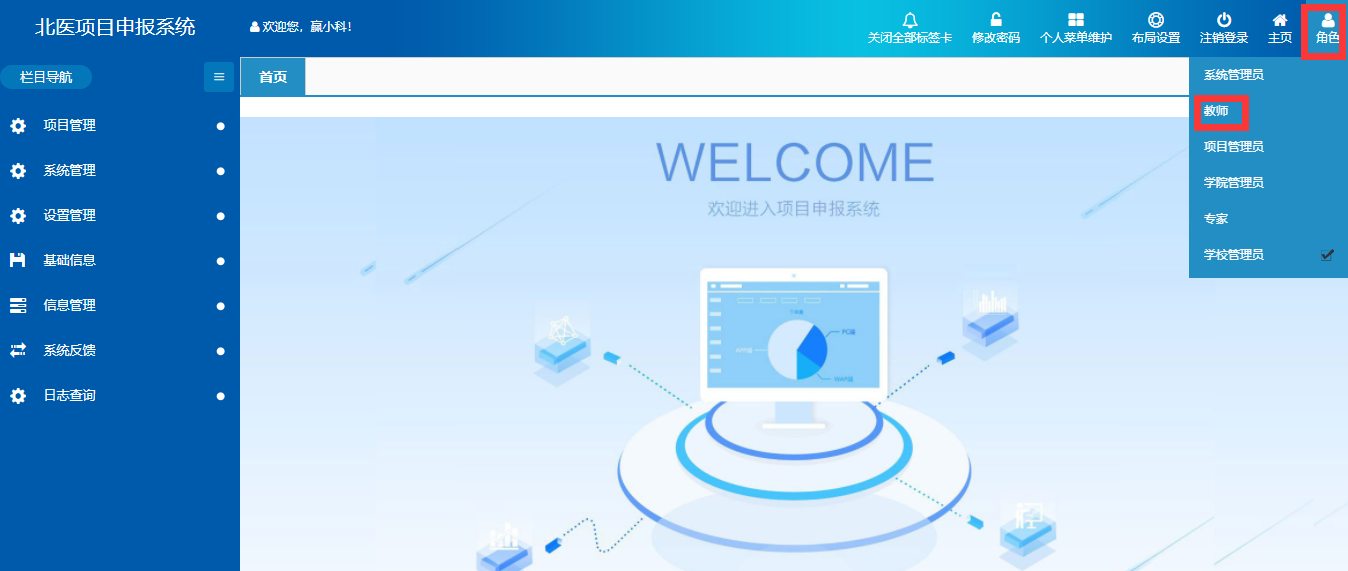 北医项目申报系统
欢迎您，赢小科!
关闭全部标签卡
修改密码
个人菜单维护
布局设置
注销登录
主页
角色
栏目导航
首页
系统管理员
教师
项目管理员
学院管理员
专家
学校管理员
项目管理
系统管理
设置管理
基础信息
信息管理
系统反馈
日志查询
WELCOME
欢迎进入项目申报系统
PC端